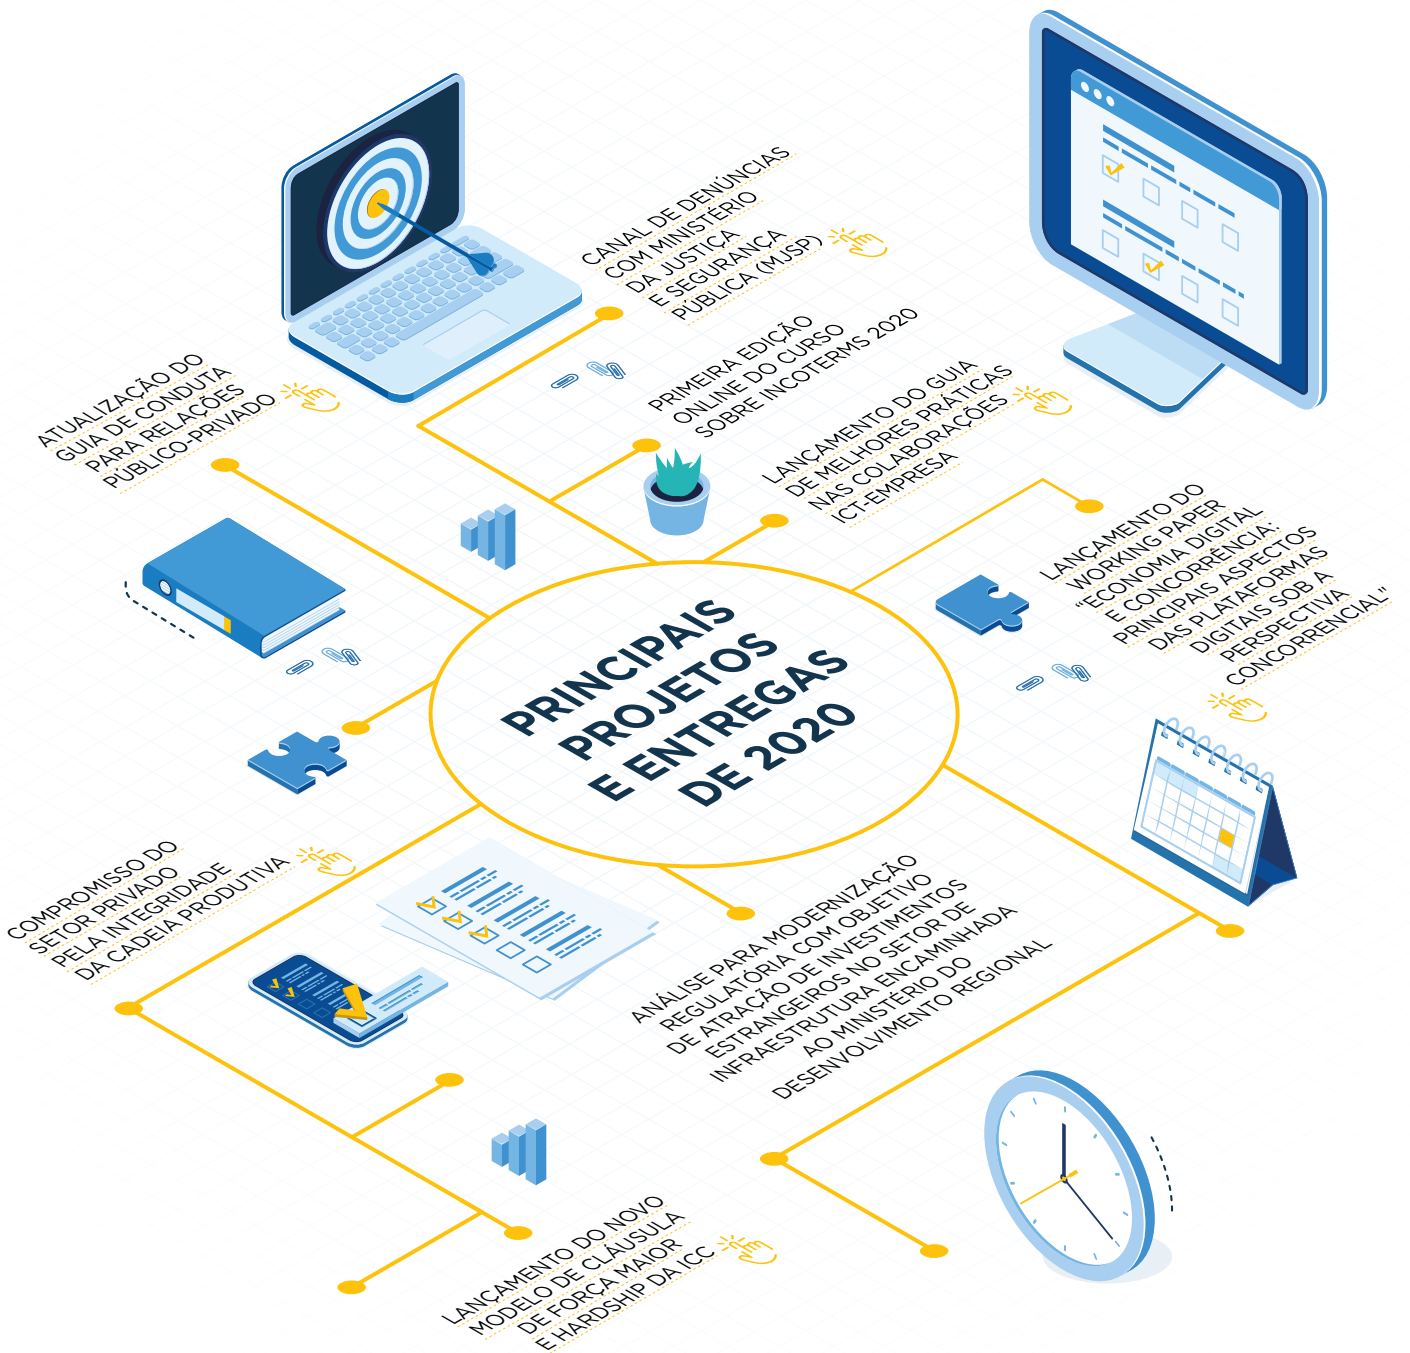 CANAL DE DENÚNCIAS
COM MINISTÉRIO
DA JUSTIÇA
E SEGURANÇA
PÚBLICA (MJSP)
PRIMEIRA EDIÇÃO
ONLINE DO CURSO
SOBRE INCOTERMS 2020
ATUALIZAÇÃO DO
GUIA DE CONDUTA
PARA RELAÇÕES
PÚBLICO-PRIVADO
LANÇAMENTO DO GUIA
DE MELHORES PRÁTICAS
NAS COLABORAÇÕES
ICT-EMPRESA
LANÇAMENTO DO
WORKING PAPER
“ECONOMIA DIGITAL
E CONCORRÊNCIA:
PRINCIPAIS ASPECTOS
DAS PLATAFORMAS
DIGITAIS SOB A
PERSPECTIVA
CONCORRENCIAL”
PRINCIPAIS
PROJETOS
E ENTREGAS
DE 2020
COMPROMISSO DO
SETOR PRIVADO
PELA INTEGRIDADE
DA CADEIA PRODUTIVA
ANÁLISE PARA MODERNIZAÇÃO
REGULATÓRIA COM OBJETIVO
DE ATRAÇÃO DE INVESTIMENTOS
ESTRANGEIROS NO SETOR DE
INFRAESTRUTURA ENCAMINHADA
AO MINISTÉRIO DO
DESENVOLVIMENTO REGIONAL
LANÇAMENTO DO NOVO
MODELO DE CLÁUSULA
DE FORÇA MAIOR
E HARDSHIP DA ICC